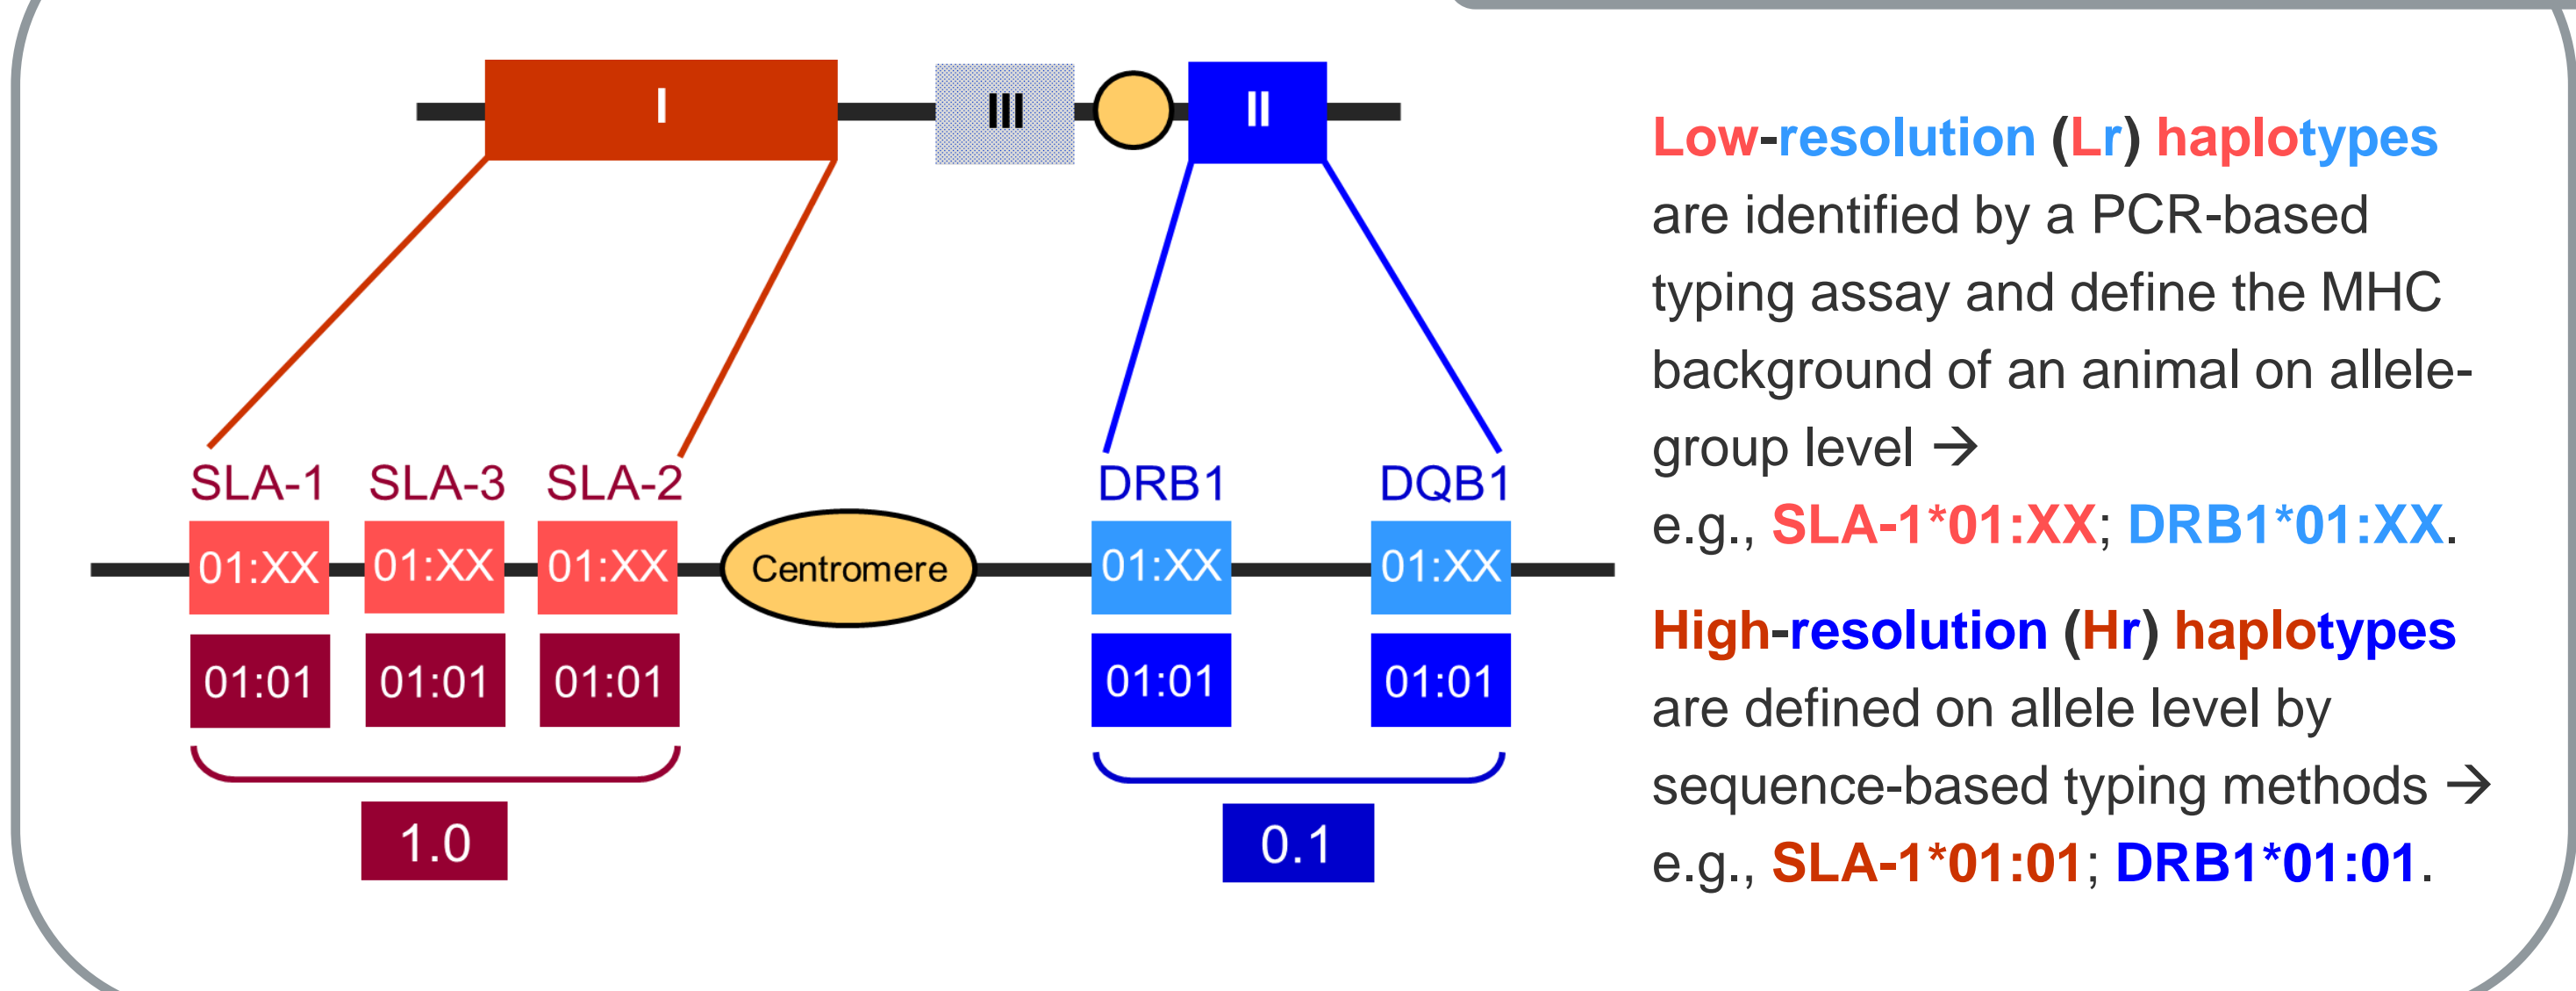 I III II
SLA-1 SLA-3 SLA-2 DRB1 DQB1
01:XX 01:XX 01:XX Centromere 01:XX 01:XX
01:01 01:01 01:01 01:01 01:01
1.0 0.1
Low-resolution (Lr) haplotypes
are identified by a PCR-based
typing assay and define the MHC
background of an animal on allele-
group level →
e.g., SLA-1*01:XX; DRB1*01:XX.
High-resolution (Hr) haplotypes
are defined on allele level by
sequence-based typing methods →
e.g., SLA-1*01:01; DRB1*01:01.